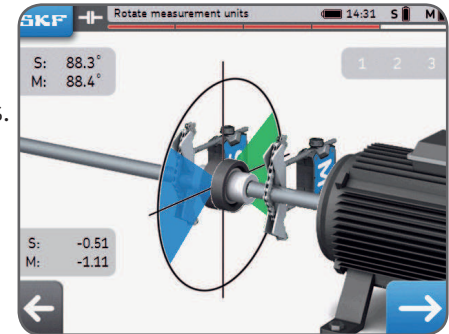 SKF Rotate measurement units 14:31 S M
S: 88.3°
M: 88.4°
1 2 3
s.
S
M
S: -0.51
M: -1.11